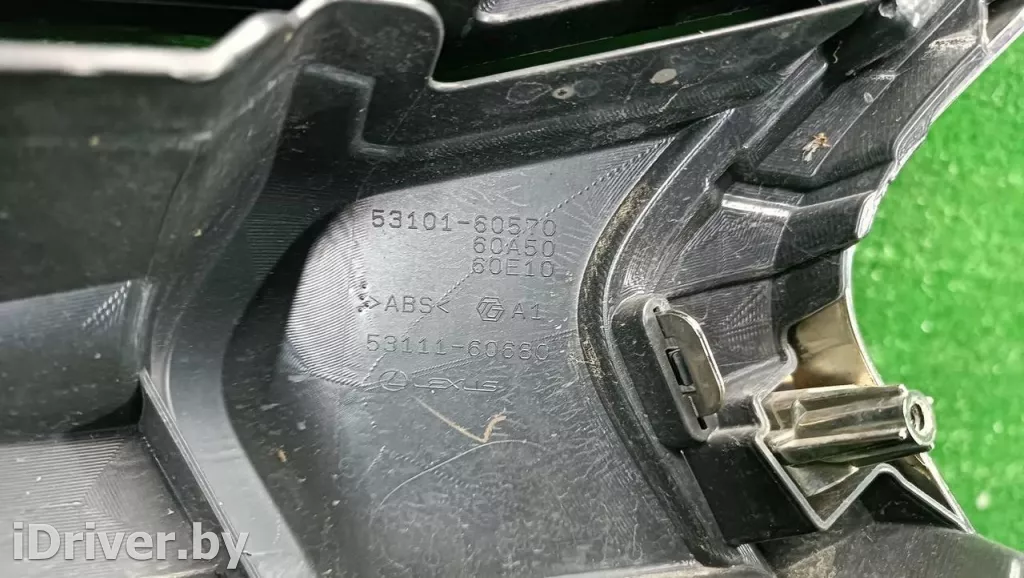 53101-60570
60A50
60E10
>ABS< A1
53111-60680
LEXUS
iDriver.by